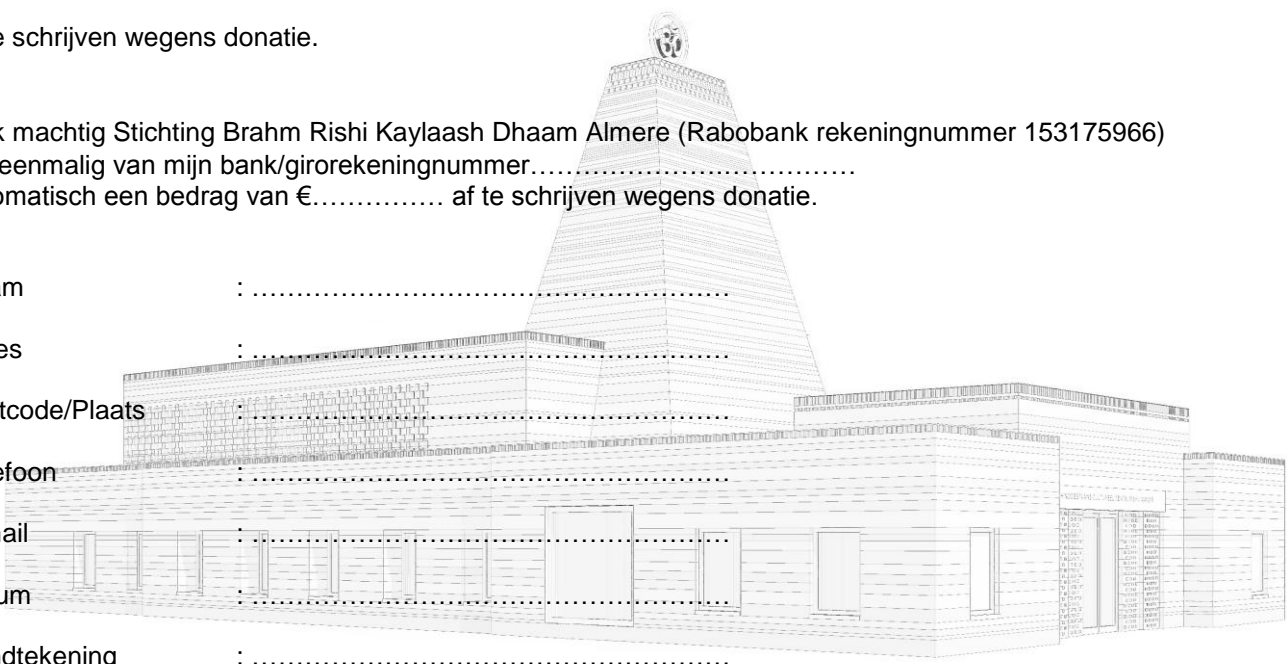 e schrijven wegens donatie.
k machtig Stichting Brahm Rishi Kaylaash Dhaam Almere (Rabobank rekeningnummer 153175966)
eenmalig van mijn bank/girorekeningnummer……………………………….
omatisch een bedrag van €…………… af te schrijven wegens donatie.
am : ………………………………………………
es : ………………………………………………
tcode/Plaats : ………………………………………………
efoon : ………………………………………………
ail : ………………………………………………
um : ………………………………………………
ndtekening : ………………………………………………